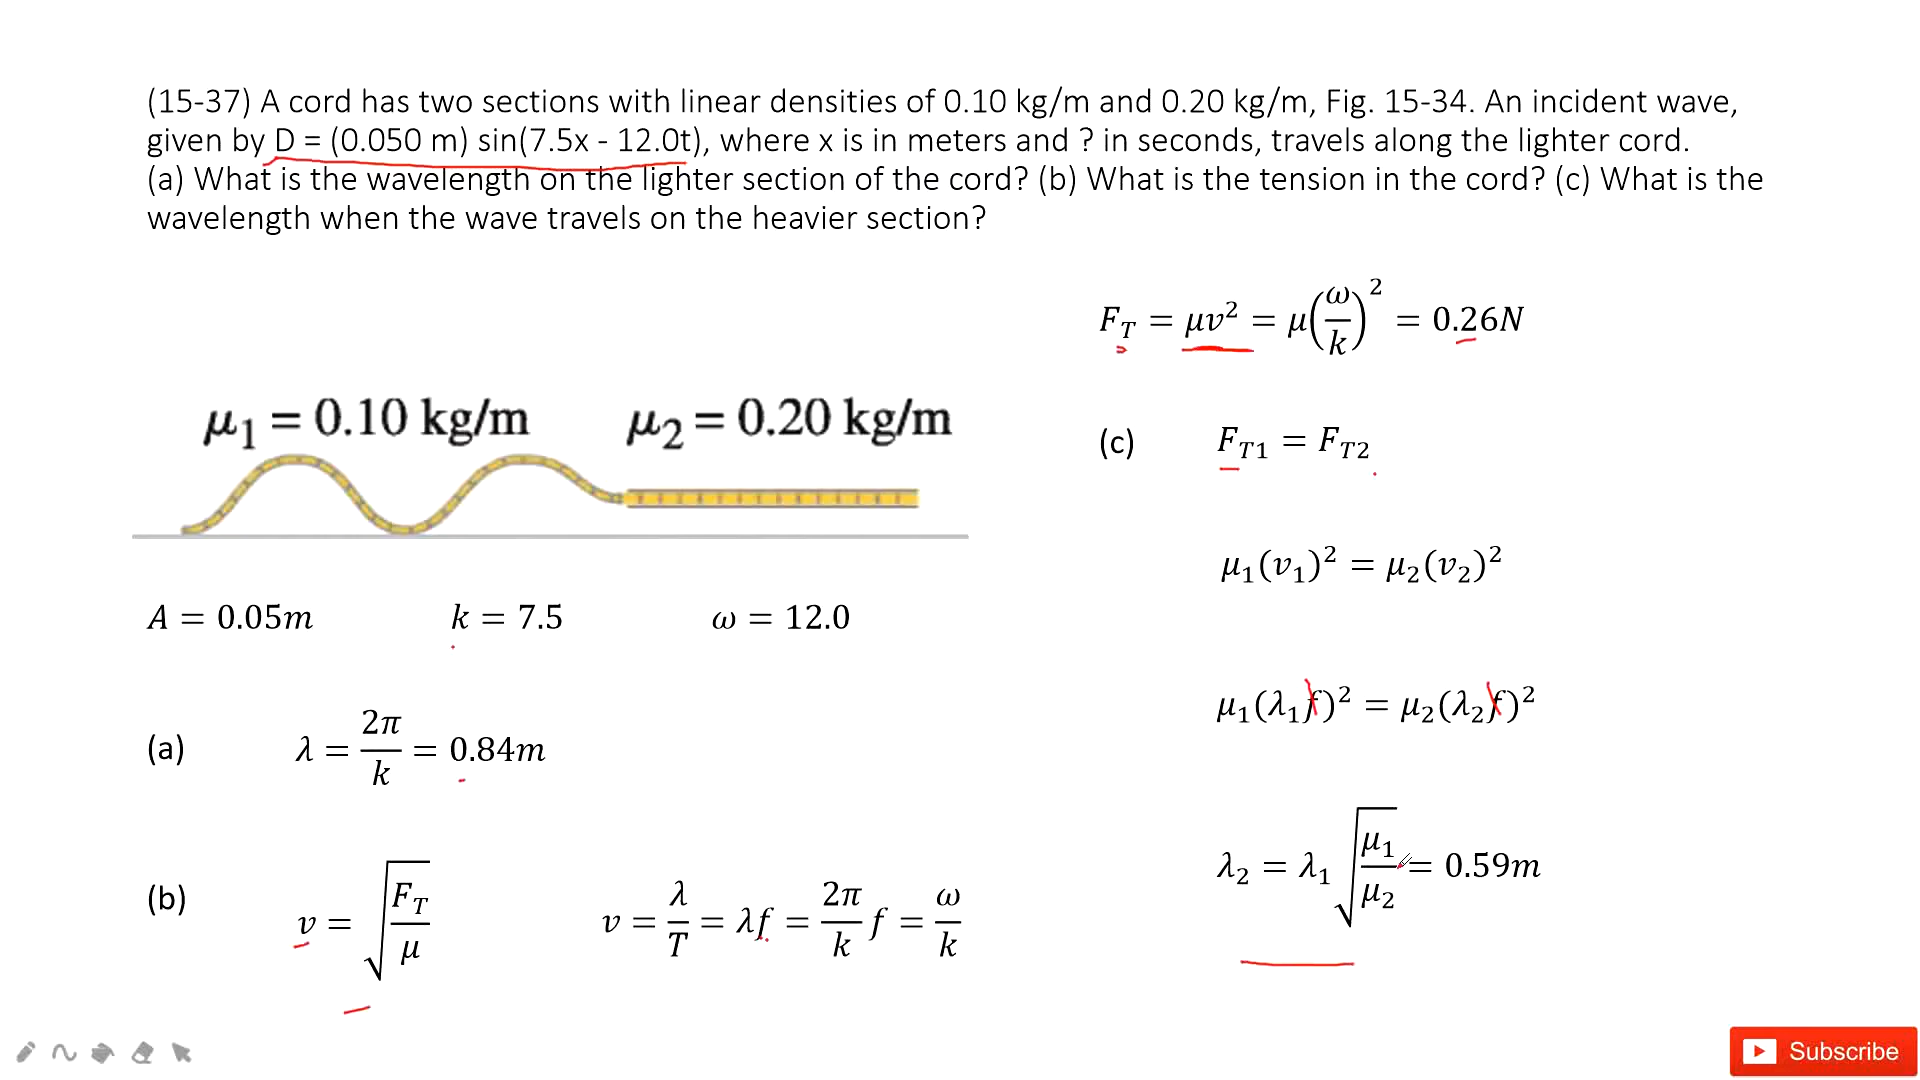 (15-37) A cord has two sections with linear densities of 0.10 kg/m and 0.20 kg/m, Fig. 15-34. An incident wave,
given by D = (0.050 m) sin(7.5x - 12.0t), where x is in meters and ? in seconds, travels along the lighter cord.
(a) What is the wavelength on the lighter section of the cord? (b) What is the tension in the cord? (c) What is the
wavelength when the wave travels on the heavier section?
μ₁ = 0.10 kg/m μ₂ = 0.20 kg/m
A = 0.05m k = 7.5 ω = 12.0
(a) λ = 2π/k = 0.84m
(b) v = √(F_T/μ) v = λ/T = λf = 2π/k f = ω/k
F_T = μv² = μ(ω/k)² = 0.26N
(c) F_T1 = F_T2
μ₁(v₁)² = μ₂(v₂)²
μ₁(λ₁f)² = μ₂(λ₂f)²
λ₂ = λ₁ √(μ₁/μ₂) = 0.59m
Subscribe